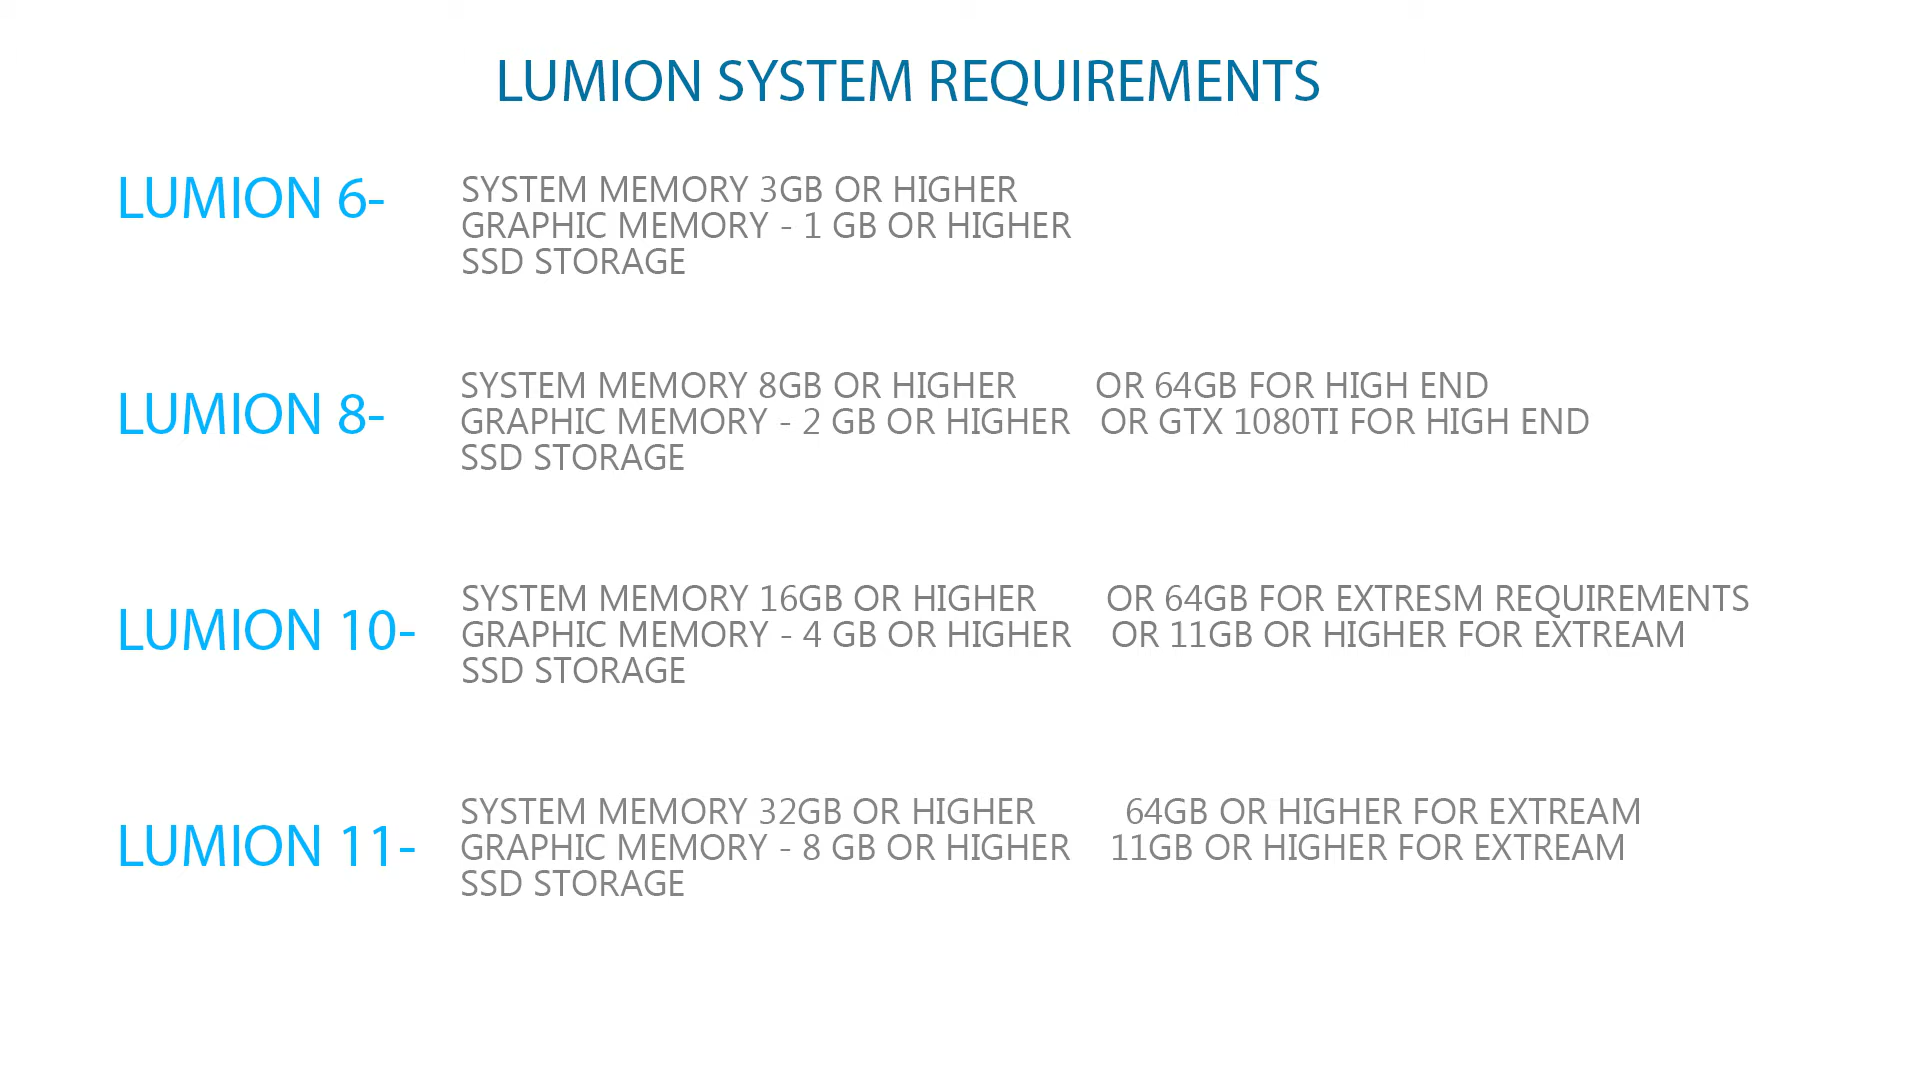 LUMION SYSTEM REQUIREMENTS
LUMION 6-
SYSTEM MEMORY 3GB OR HIGHER
GRAPHIC MEMORY - 1 GB OR HIGHER
SSD STORAGE
LUMION 8-
SYSTEM MEMORY 8GB OR HIGHER OR 64GB FOR HIGH END
GRAPHIC MEMORY - 2 GB OR HIGHER OR GTX 1080TI FOR HIGH END
SSD STORAGE
LUMION 10-
SYSTEM MEMORY 16GB OR HIGHER OR 64GB FOR EXTRESM REQUIREMENTS
GRAPHIC MEMORY - 4 GB OR HIGHER OR 11GB OR HIGHER FOR EXTREAM
SSD STORAGE
LUMION 11-
SYSTEM MEMORY 32GB OR HIGHER 64GB OR HIGHER FOR EXTREAM
GRAPHIC MEMORY - 8 GB OR HIGHER 11GB OR HIGHER FOR EXTREAM
SSD STORAGE